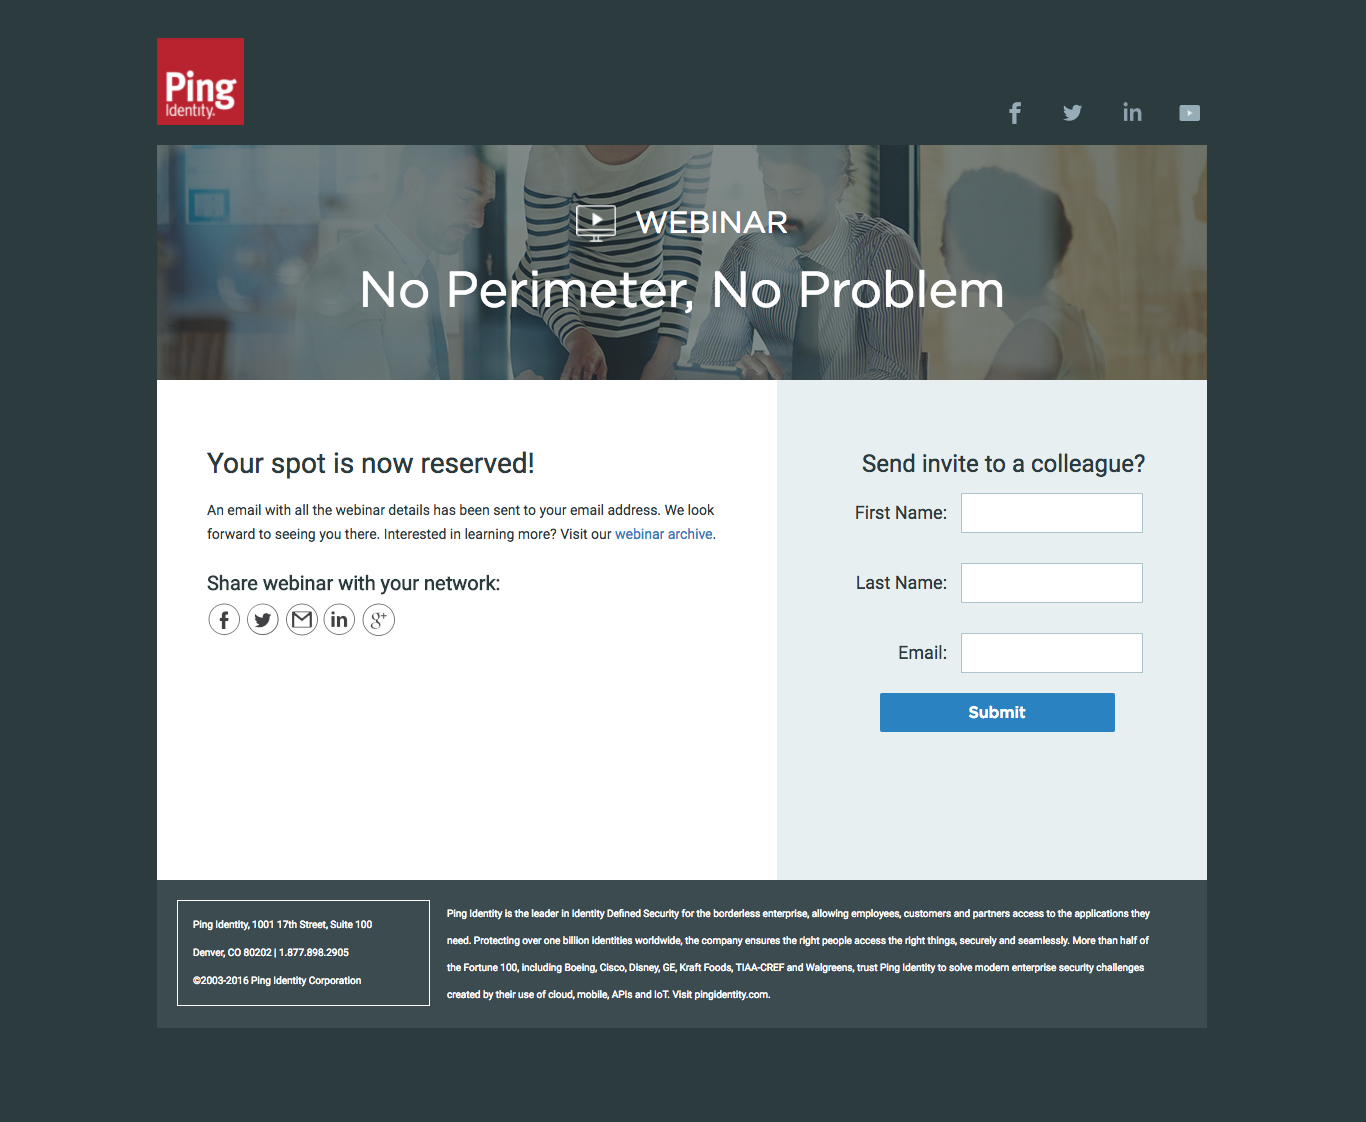 Ping
Identity.
WEBINAR
No Perimeter, No Problem
Your spot is now reserved!
An email with all the webinar details has been sent to your email address. We look
forward to seeing you there. Interested in learning more? Visit our webinar archive.
Share webinar with your network:
Send invite to a colleague?
First Name:
Last Name:
Email:
Submit
Ping Identity, 1001 17th Street, Suite 100
Denver, CO 80202 | 1.877.898.2905
©2003-2016 Ping Identity Corporation
Ping Identity is the leader in Identity Defined Security for the borderless enterprise, allowing employees, customers and partners access to the applications they
need. Protecting over one billion identities worldwide, the company ensures the right people access the right things, securely and seamlessly. More than half of
the Fortune 100, including Boeing, Cisco, Disney, GE, Kraft Foods, TIAA-CREF and Walgreens, trust Ping Identity to solve modern enterprise security challenges
created by their use of cloud, mobile, APIs and IoT. Visit pingidentity.com.